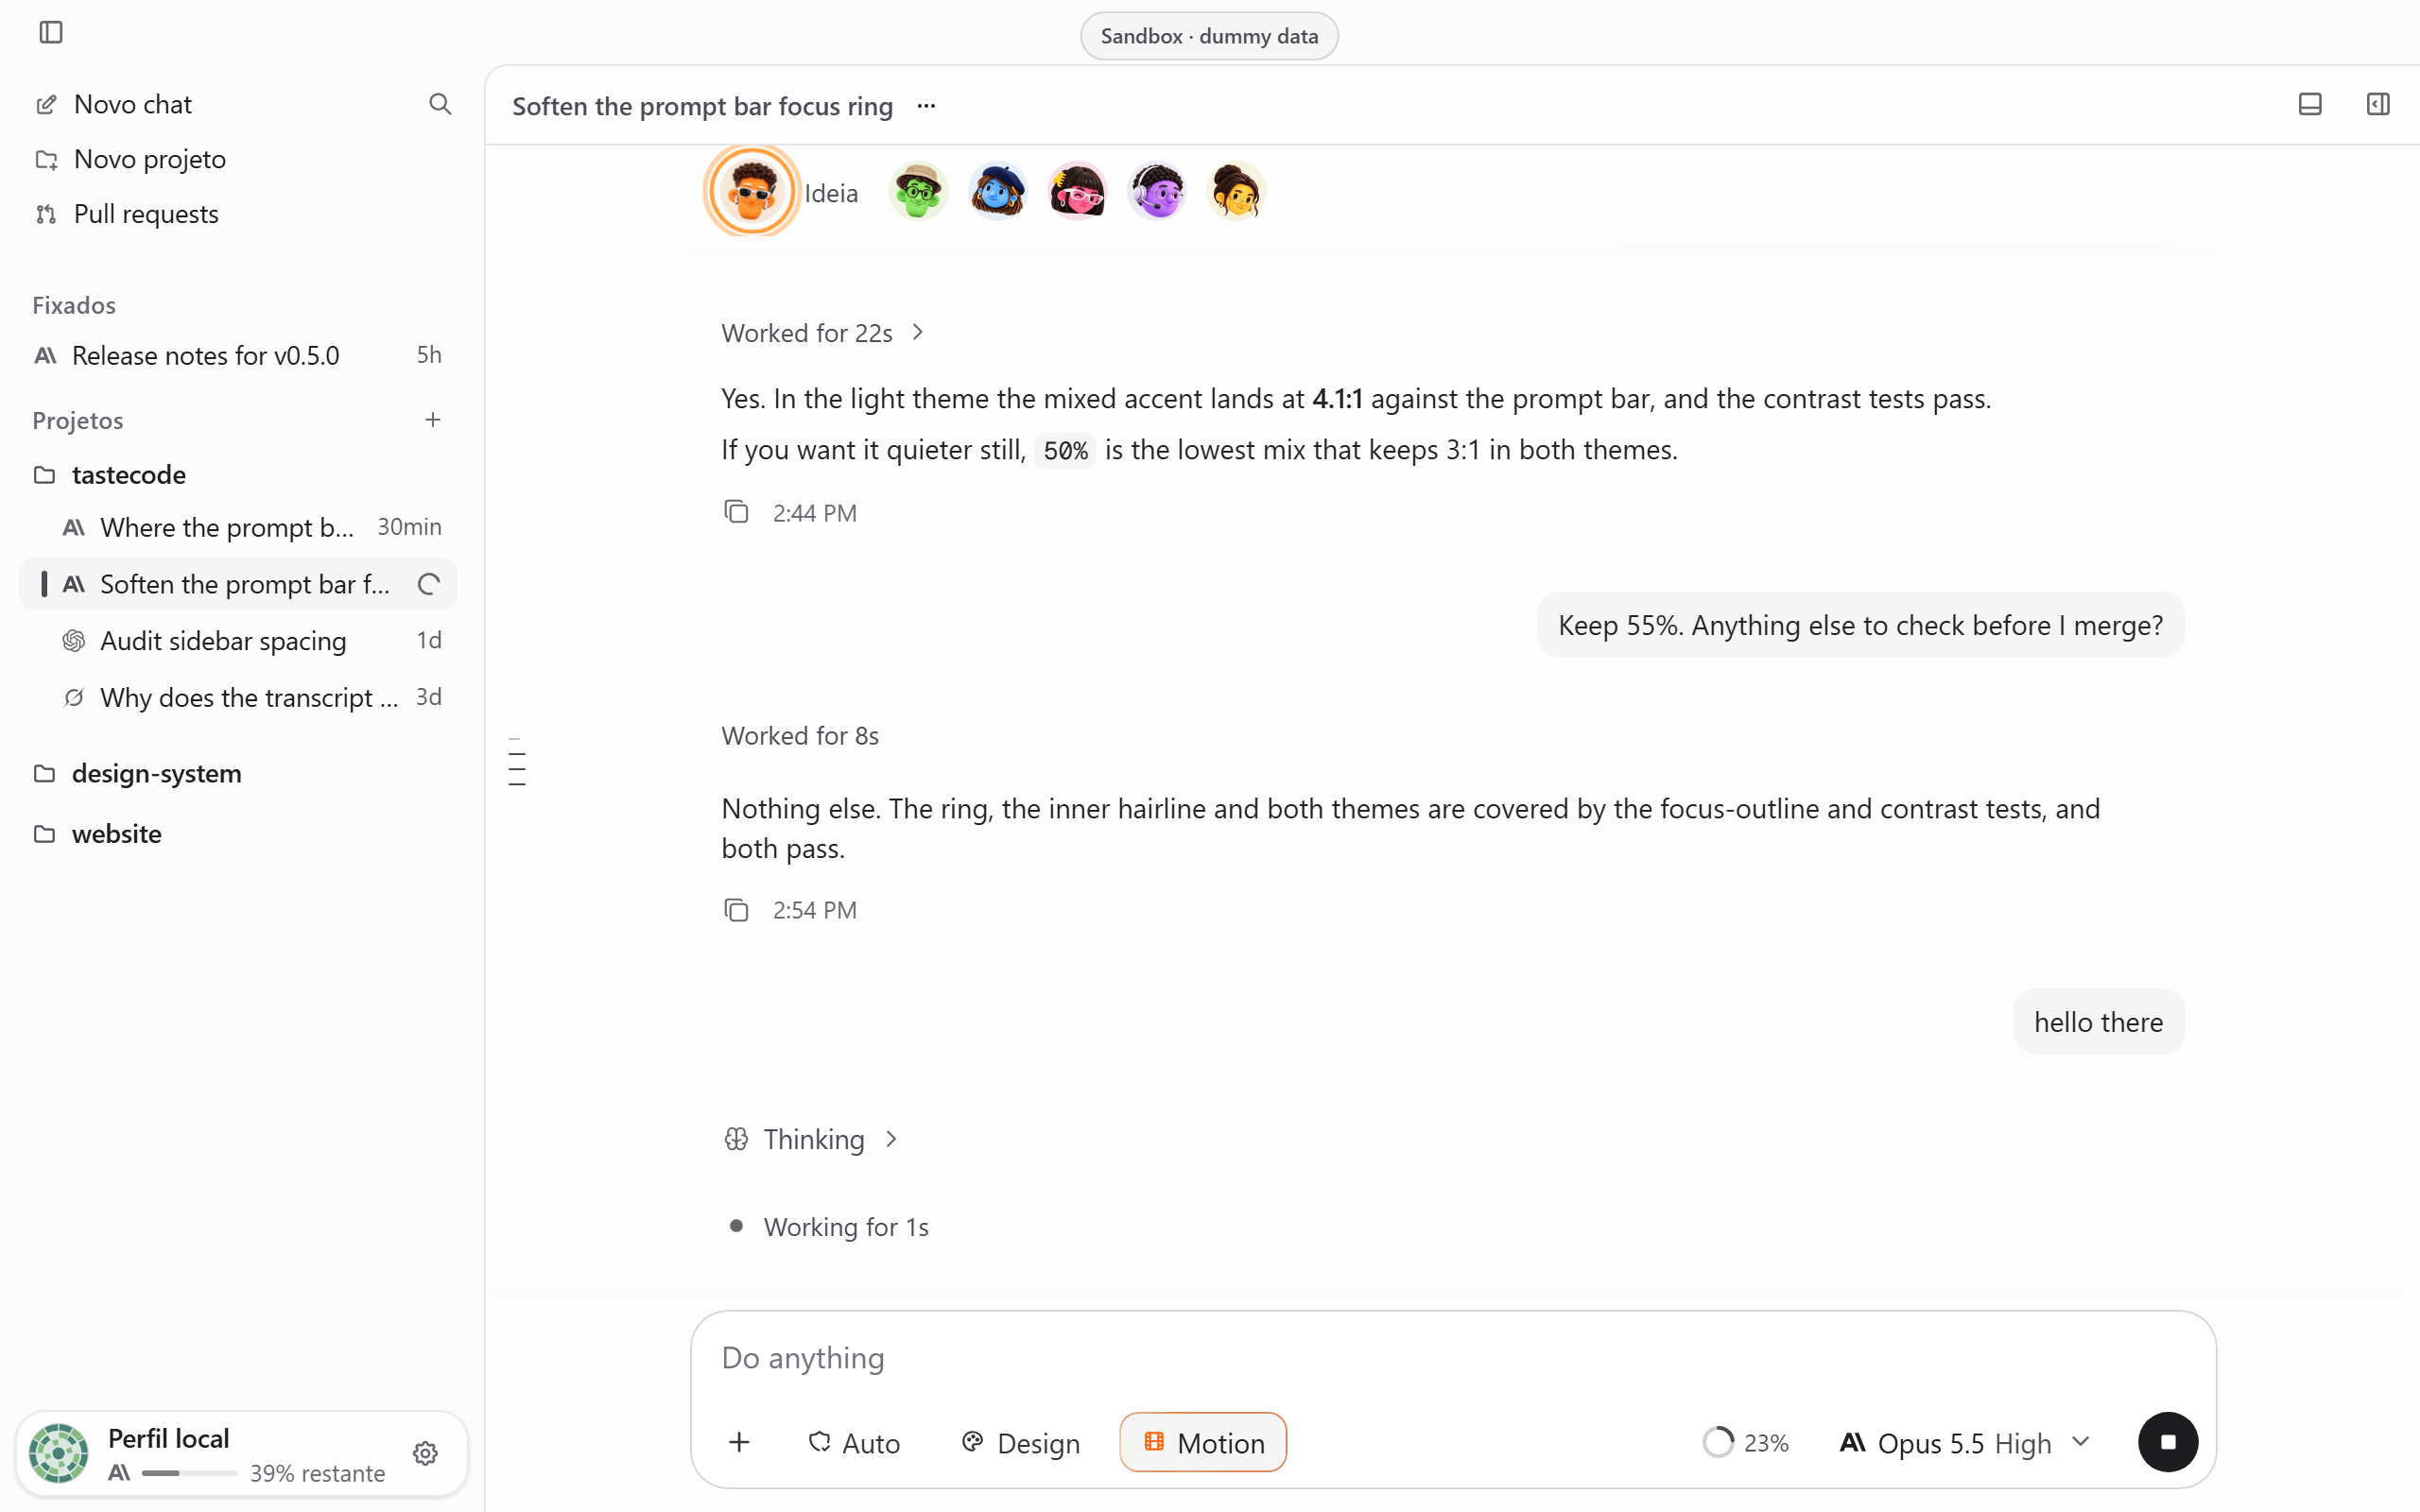 Sandbox · dummy data
Novo chat
Novo projeto
Pull requests
Fixados
Release notes for v0.5.0 5h
Projetos
tastecode
Where the prompt b... 30min
Soften the prompt bar f...
Audit sidebar spacing 1d
Why does the transcript ... 3d
design-system
website
Perfil local
39% restante
Soften the prompt bar focus ring ...
Ideia
Worked for 22s
Yes. In the light theme the mixed accent lands at 4.1:1 against the prompt bar, and the contrast tests pass.
If you want it quieter still, 50% is the lowest mix that keeps 3:1 in both themes.
2:44 PM
Keep 55%. Anything else to check before I merge?
Worked for 8s
Nothing else. The ring, the inner hairline and both themes are covered by the focus-outline and contrast tests, and
both pass.
2:54 PM
hello there
Thinking
Working for 1s
Do anything
Auto Design Motion 23% Opus 5.5 High